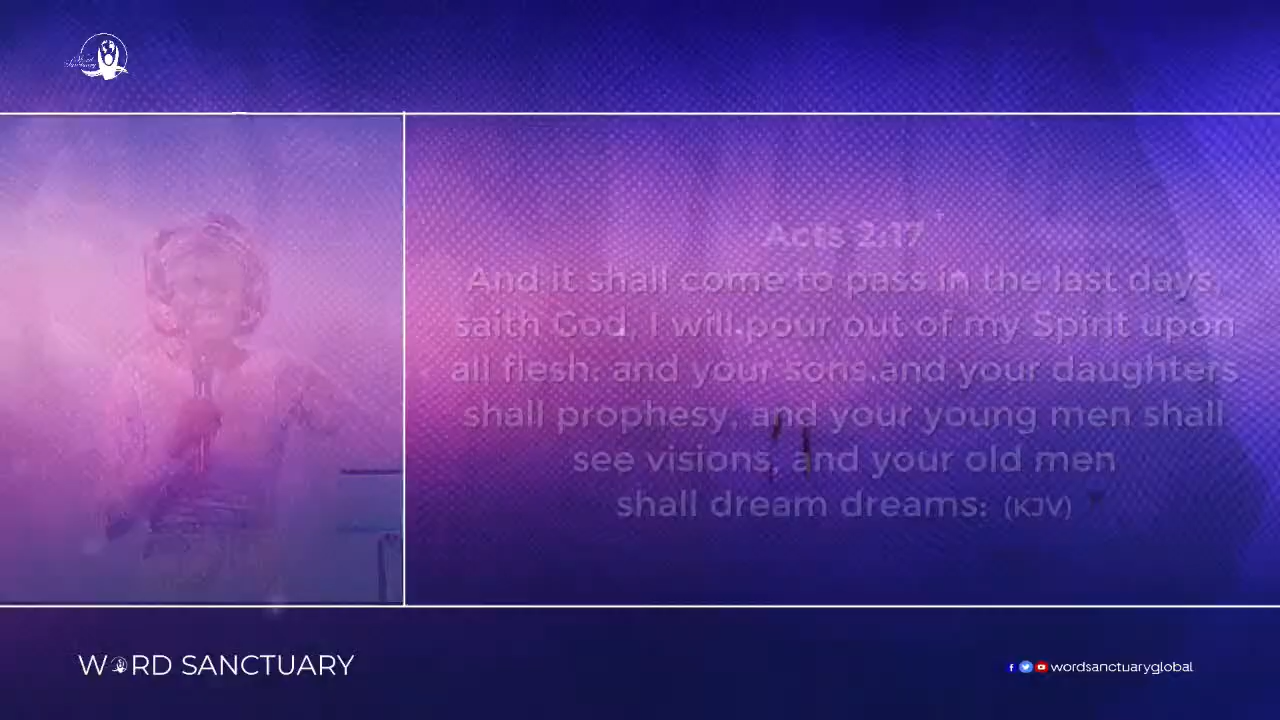 Word
Sanctuary
Acts 2:17
And it shall come to pass in the last days,
saith God, I will pour out of my Spirit upon
all flesh: and your sons and your daughters
shall prophesy, and your young men shall
see visions, and your old men
shall dream dreams: (KJV)
WORD SANCTUARY
wordsanctuaryglobal